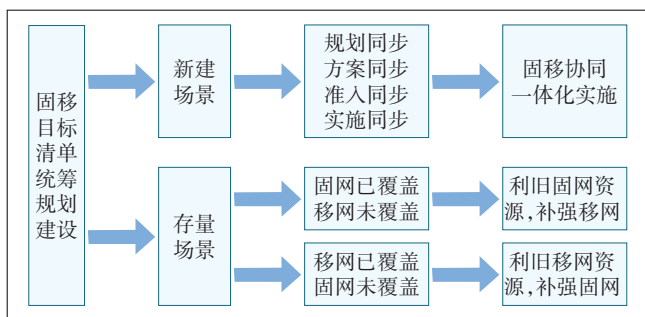 固移
目标
清单
统筹
规划
建设
新建
场景
规划同步
方案同步
准入同步
实施同步
固移协同
一体化实施
存量
场景
固网已覆盖
移网未覆盖
利旧固网资
源,补强移网
移网已覆盖
固网未覆盖
利旧移网资
源,补强固网